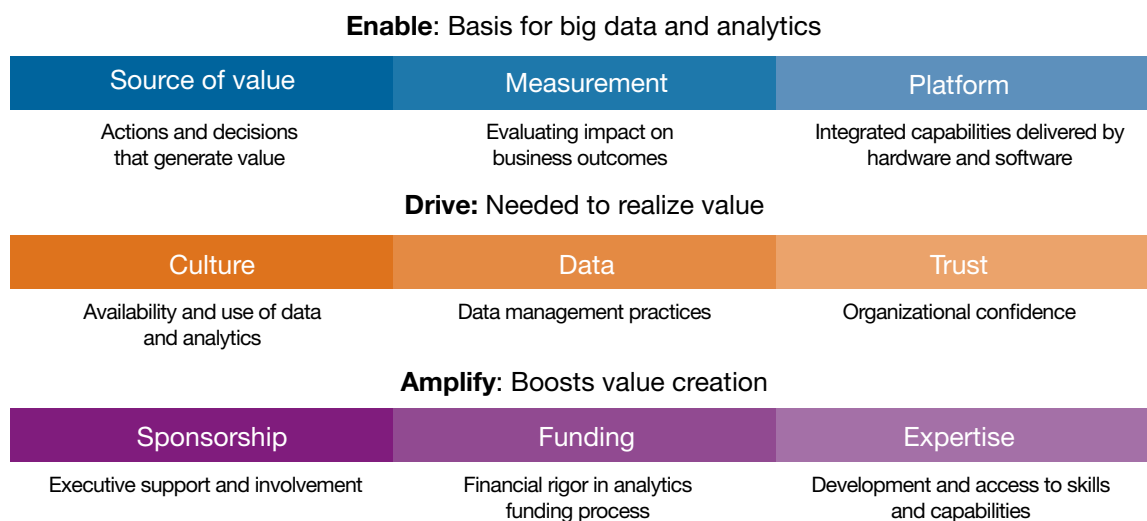 Enable: Basis for big data and analytics
Source of value
Measurement
Platform
Actions and decisions
that generate value
Evaluating impact on
business outcomes
Integrated capabilities delivered by
hardware and software
Drive: Needed to realize value
Culture
Data
Trust
Availability and use of data
and analytics
Data management practices
Organizational confidence
Amplify: Boosts value creation
Sponsorship
Funding
Expertise
Executive support and involvement
Financial rigor in analytics
funding process
Development and access to skills
and capabilities